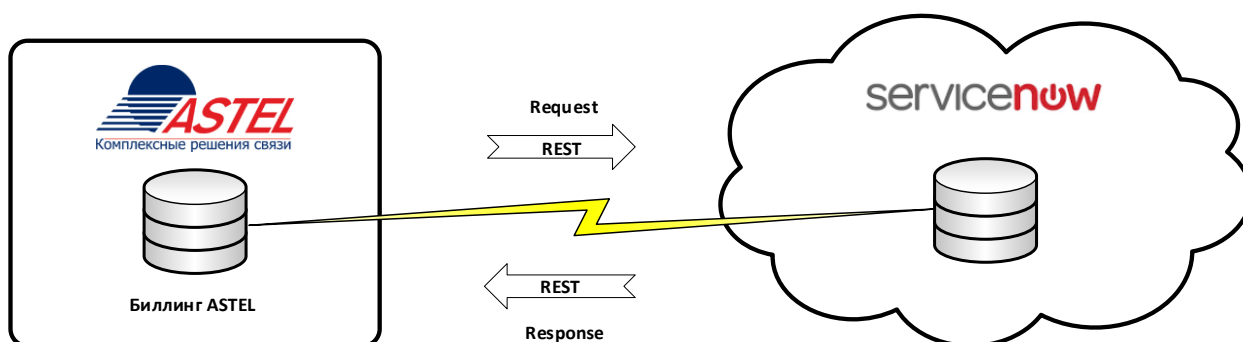 ASTEL
Комплексные решения связи
Биллинг ASTEL
Request
REST
REST
Response
servicenow